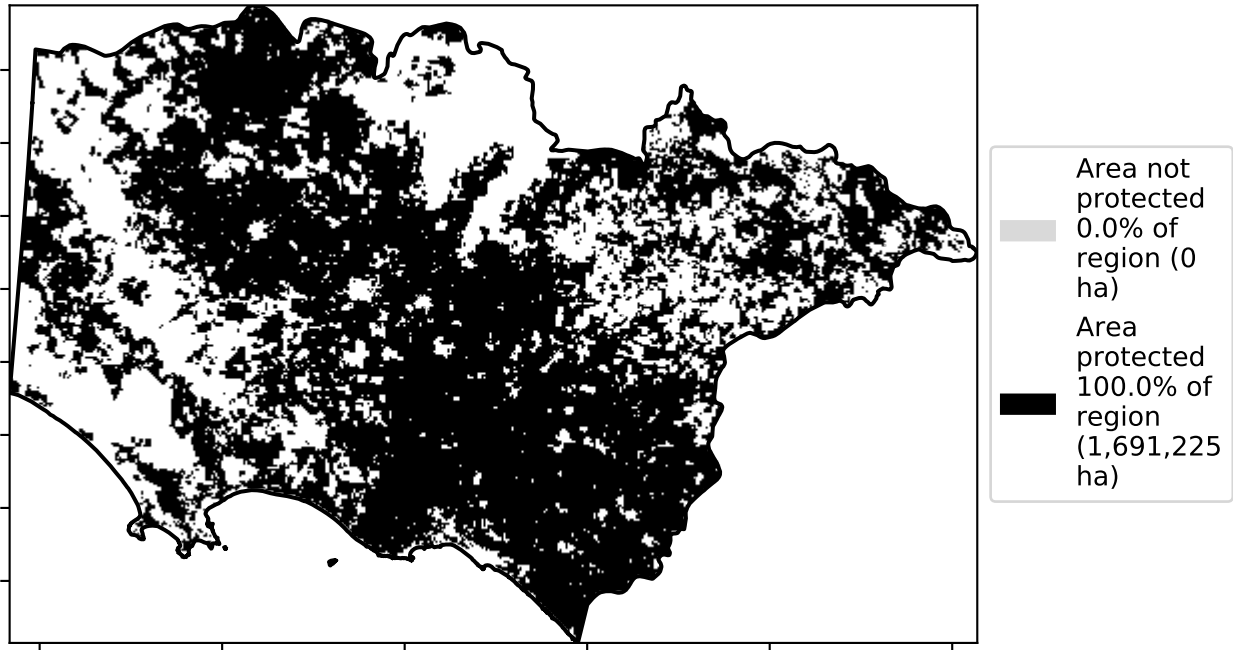 Area not
protected
0.0% of
region (0
ha)
Area
protected
100.0% of
region
(1,691,225
ha)